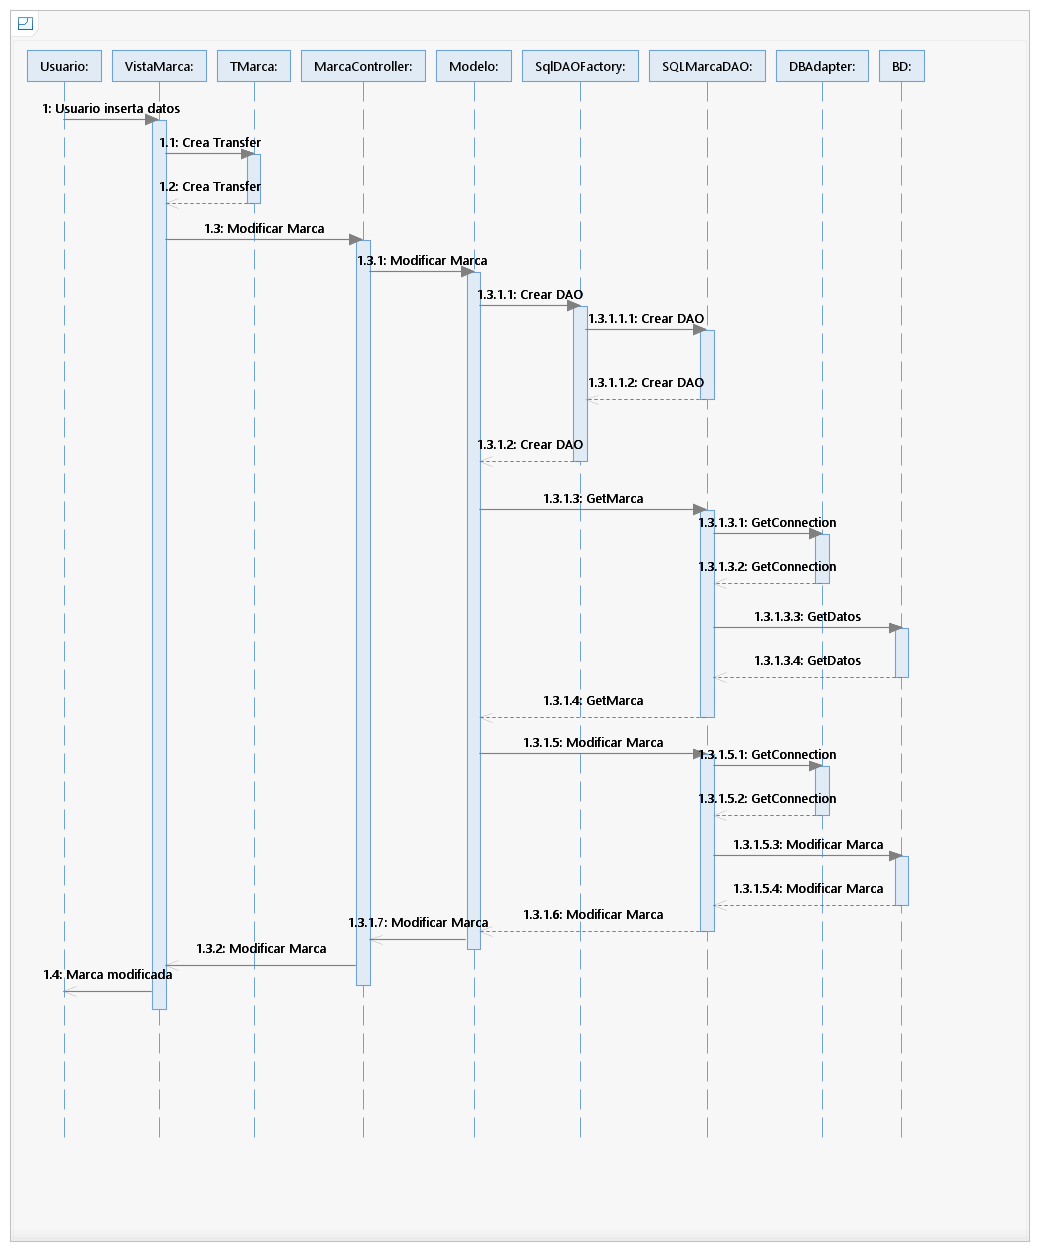 Usuario:
VistaMarca:
TMarca:
MarcaController:
Modelo:
SqlDAOFactory:
SQLMarcaDAO:
DBAdapter:
BD:
1: Usuario inserta datos
1.1: Crea Transfer
1.2: Crea Transfer
1.3: Modificar Marca
1.3.1: Modificar Marca
1.3.1.1: Crear DAO
1.3.1.1.1: Crear DAO
1.3.1.1.2: Crear DAO
1.3.1.2: Crear DAO
1.3.1.3: GetMarca
1.3.1.3.1: GetConnection
1.3.1.3.2: GetConnection
1.3.1.3.3: GetDatos
1.3.1.3.4: GetDatos
1.3.1.4: GetMarca
1.3.1.5: Modificar Marca
1.3.1.5.1: GetConnection
1.3.1.5.2: GetConnection
1.3.1.5.3: Modificar Marca
1.3.1.5.4: Modificar Marca
1.3.1.6: Modificar Marca
1.3.1.7: Modificar Marca
1.3.2: Modificar Marca
1.4: Marca modificada